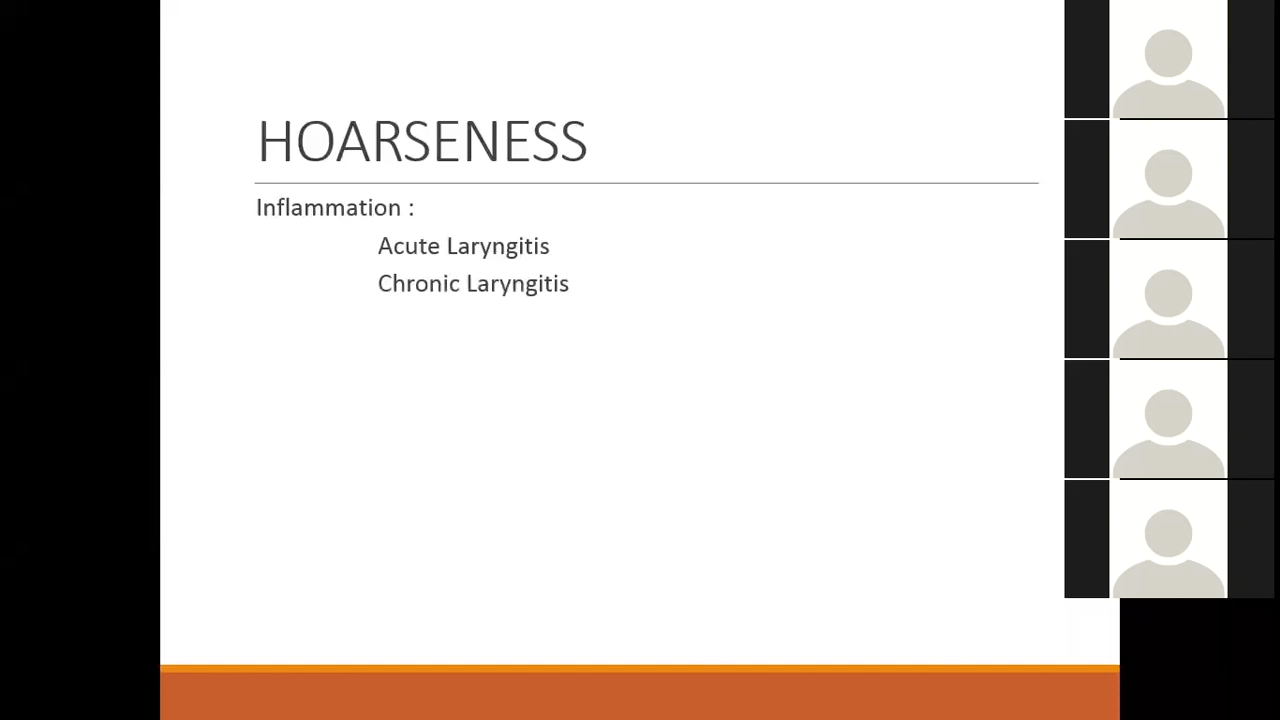 HOARSENESS
Inflammation :
Acute Laryngitis
Chronic Laryngitis